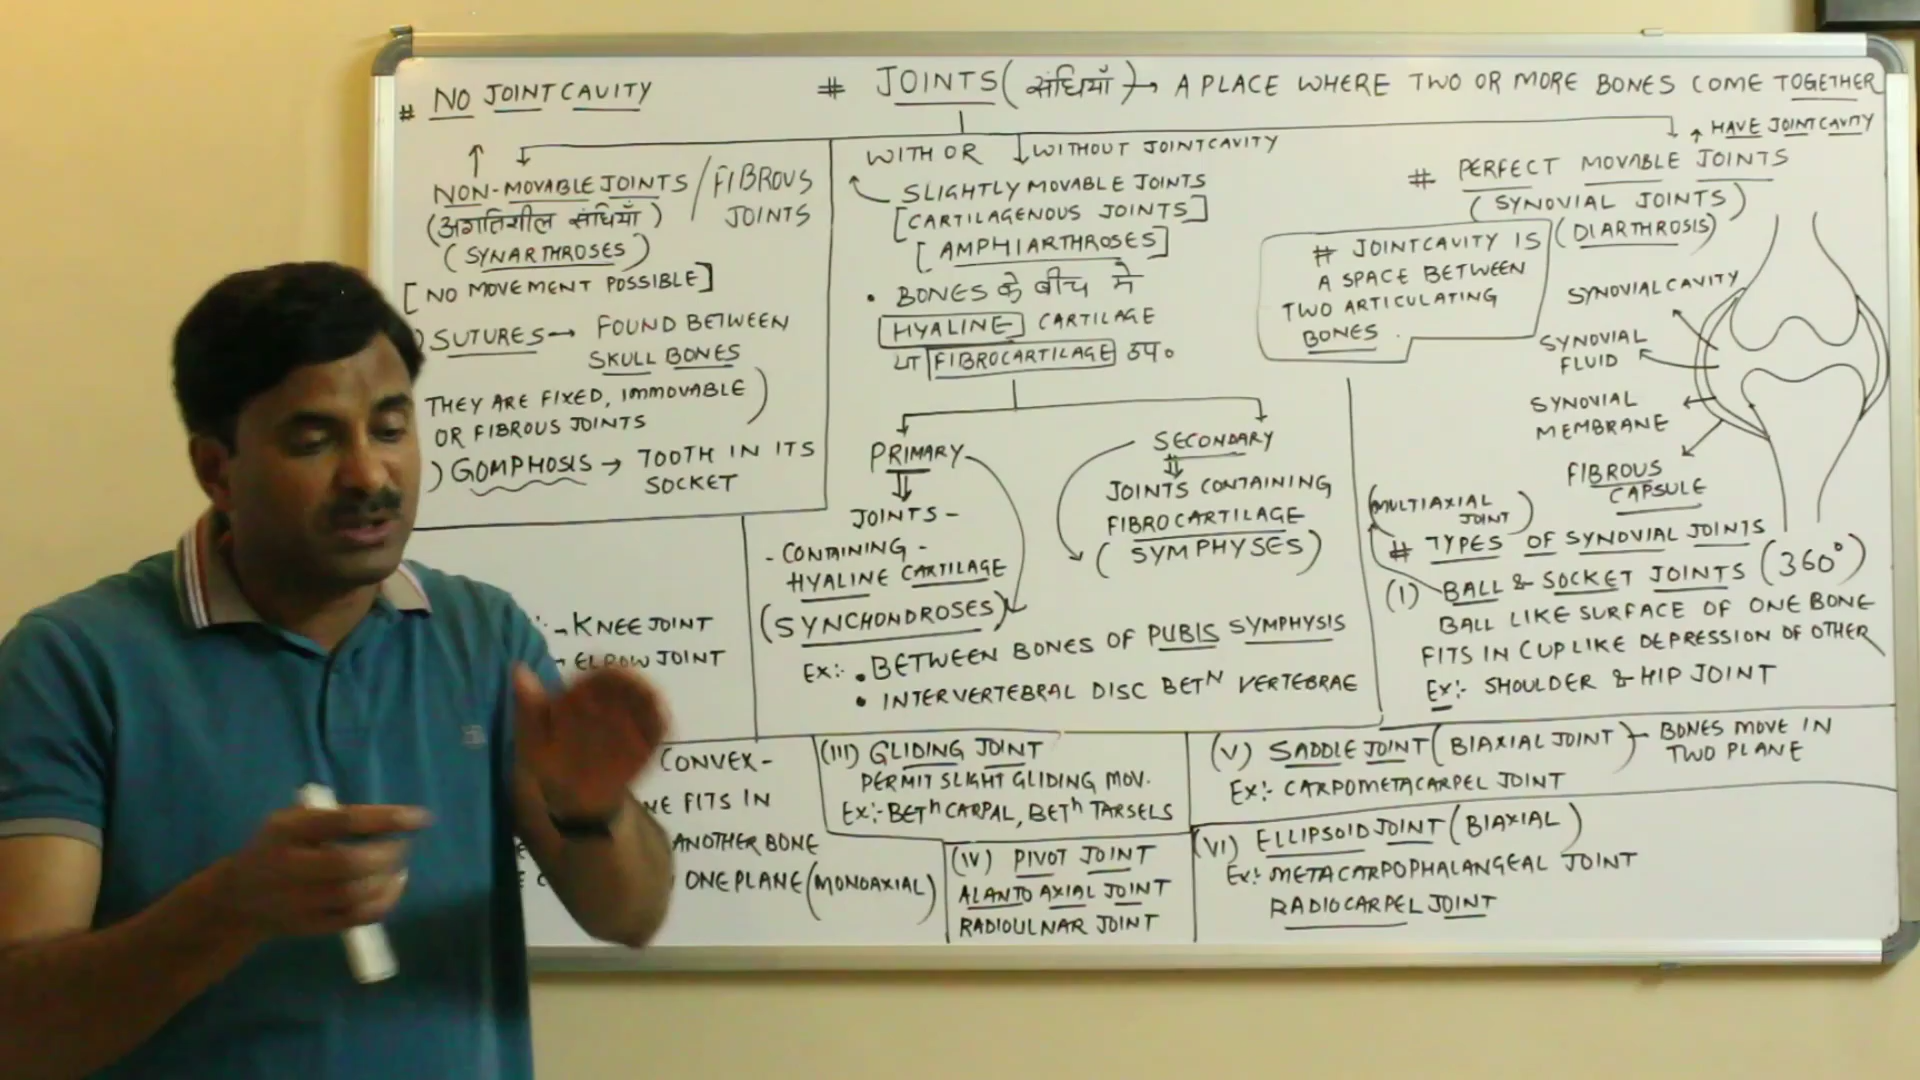 # NO JOINT CAVITY
NON-MOVABLE JOINTS / FIBROUS JOINTS
(अगतिशील संधियाँ)
(SYNARTHROSES)
[NO MOVEMENT POSSIBLE]
) SUTURES → FOUND BETWEEN
SKULL BONES
THEY ARE FIXED, IMMOVABLE
OR FIBROUS JOINTS )
) GOMPHOSIS → TOOTH IN ITS
SOCKET
# JOINTS (संधियाँ) → A PLACE WHERE TWO OR MORE BONES COME TOGETHER
WITH OR WITHOUT JOINT CAVITY
SLIGHTLY MOVABLE JOINTS
[CARTILAGENOUS JOINTS]
[AMPHIARTHROSES]
• BONES के बीच में
HYALINE CARTILAGE
या FIBROCARTILAGE उप०
PRIMARY
JOINTS -
- CONTAINING -
HYALINE CARTILAGE
(SYNCHONDROSES)
SECONDARY
JOINTS CONTAINING
FIBROCARTILAGE
(SYMPHYSES)
Ex:- • BETWEEN BONES OF PUBIS SYMPHYSIS
• INTERVERTEBRAL DISC BETN VERTEBRAE
HAVE JOINT CAVITY
# PERFECT MOVABLE JOINTS
(SYNOVIAL JOINTS)
(DIARTHROSIS)
# JOINTCAVITY IS
A SPACE BETWEEN
TWO ARTICULATING
BONES.
SYNOVIAL CAVITY
SYNOVIAL
FLUID
SYNOVIAL
MEMBRANE
FIBROUS
CAPSULE
(MULTIAXIAL
JOINT)
# TYPES OF SYNOVIAL JOINTS
(I) BALL & SOCKET JOINTS (360°)
BALL LIKE SURFACE OF ONE BONE
FITS IN CUP LIKE DEPRESSION OF OTHER
Ex:- SHOULDER & HIP JOINT
:- → KNEE JOINT
→ ELBOW JOINT
CONVEX -
NE FITS IN
ANOTHER BONE
ONE PLANE (MONOAXIAL)
(III) GLIDING JOINT
PERMIT SLIGHT GLIDING MOV.
Ex:- BETh CARPAL, BETh TARSELS
(IV) PIVOT JOINT
ALANTO AXIAL JOINT
RADIOULNAR JOINT
(V) SADDLE JOINT (BIAXIAL JOINT) - BONES MOVE IN
TWO PLANE
Ex:- CARPOMETACARPEL JOINT
(VI) ELLIPSOID JOINT (BIAXIAL)
Ex:- METACARPOPHALANGEAL JOINT
RADIOCARPEL JOINT